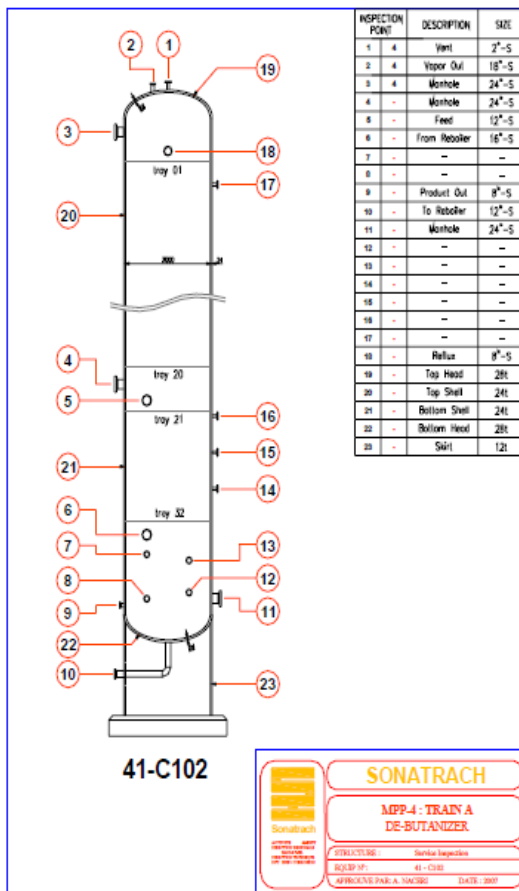 INSPECTION POINT DESCRIPTION SIZE
1 4 Vent 2"-S
2 4 Vapor Out 18"-S
3 4 Manhole 24"-S
4 - Manhole 24"-S
5 - Feed 12"-S
6 - From Reboiler 16"-S
7 - - -
8 - - -
9 - Product Out 8"-S
10 - To Reboiler 12"-S
11 - Manhole 24"-S
12 - - -
13 - - -
14 - - -
15 - - -
16 - - -
17 - - -
18 - Reflux 8"-S
19 - Top Head 28t
20 - Top Shell 24t
21 - Bottom Shell 24t
22 - Bottom Head 28t
23 - Skirt 12t
2 1
19
3
18
tray 01
17
20
tray 20
4
5
tray 21
16
15
21
14
tray 32
6
7
13
8
12
9
11
22
10
23
41-C102
Sonatrach
SONATRACH
MPP-4 : TRAIN A
DE-BUTANIZER
STRUCTURE : Service Inspection
EQUIP N°: 41 - C102
APPROUVE PAR: A. NACERI DATE : 2007